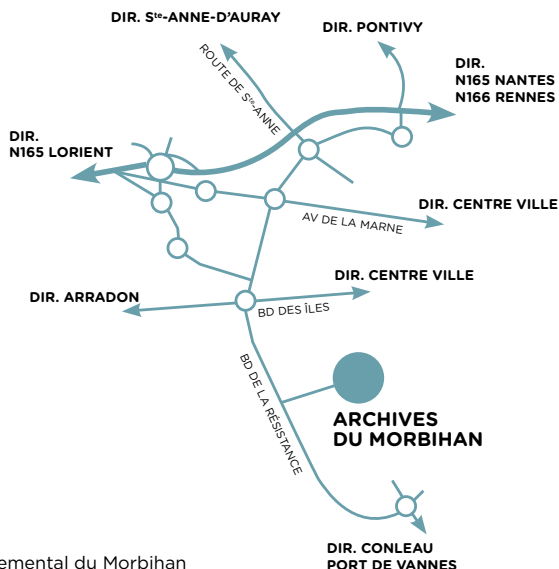 DIR. Sᵗᵉ-ANNE-D'AURAY
DIR. PONTIVY
ROUTE DE Sᵗᵉ-ANNE
DIR.
N165 NANTES
N166 RENNES
DIR.
N165 LORIENT
AV DE LA MARNE
DIR. CENTRE VILLE
DIR. CENTRE VILLE
DIR. ARRADON
BD DES ÎLES
BD DE LA RÉSISTANCE
ARCHIVES
DU MORBIHAN
emental du Morbihan
DIR. CONLEAU
PORT DE VANNES